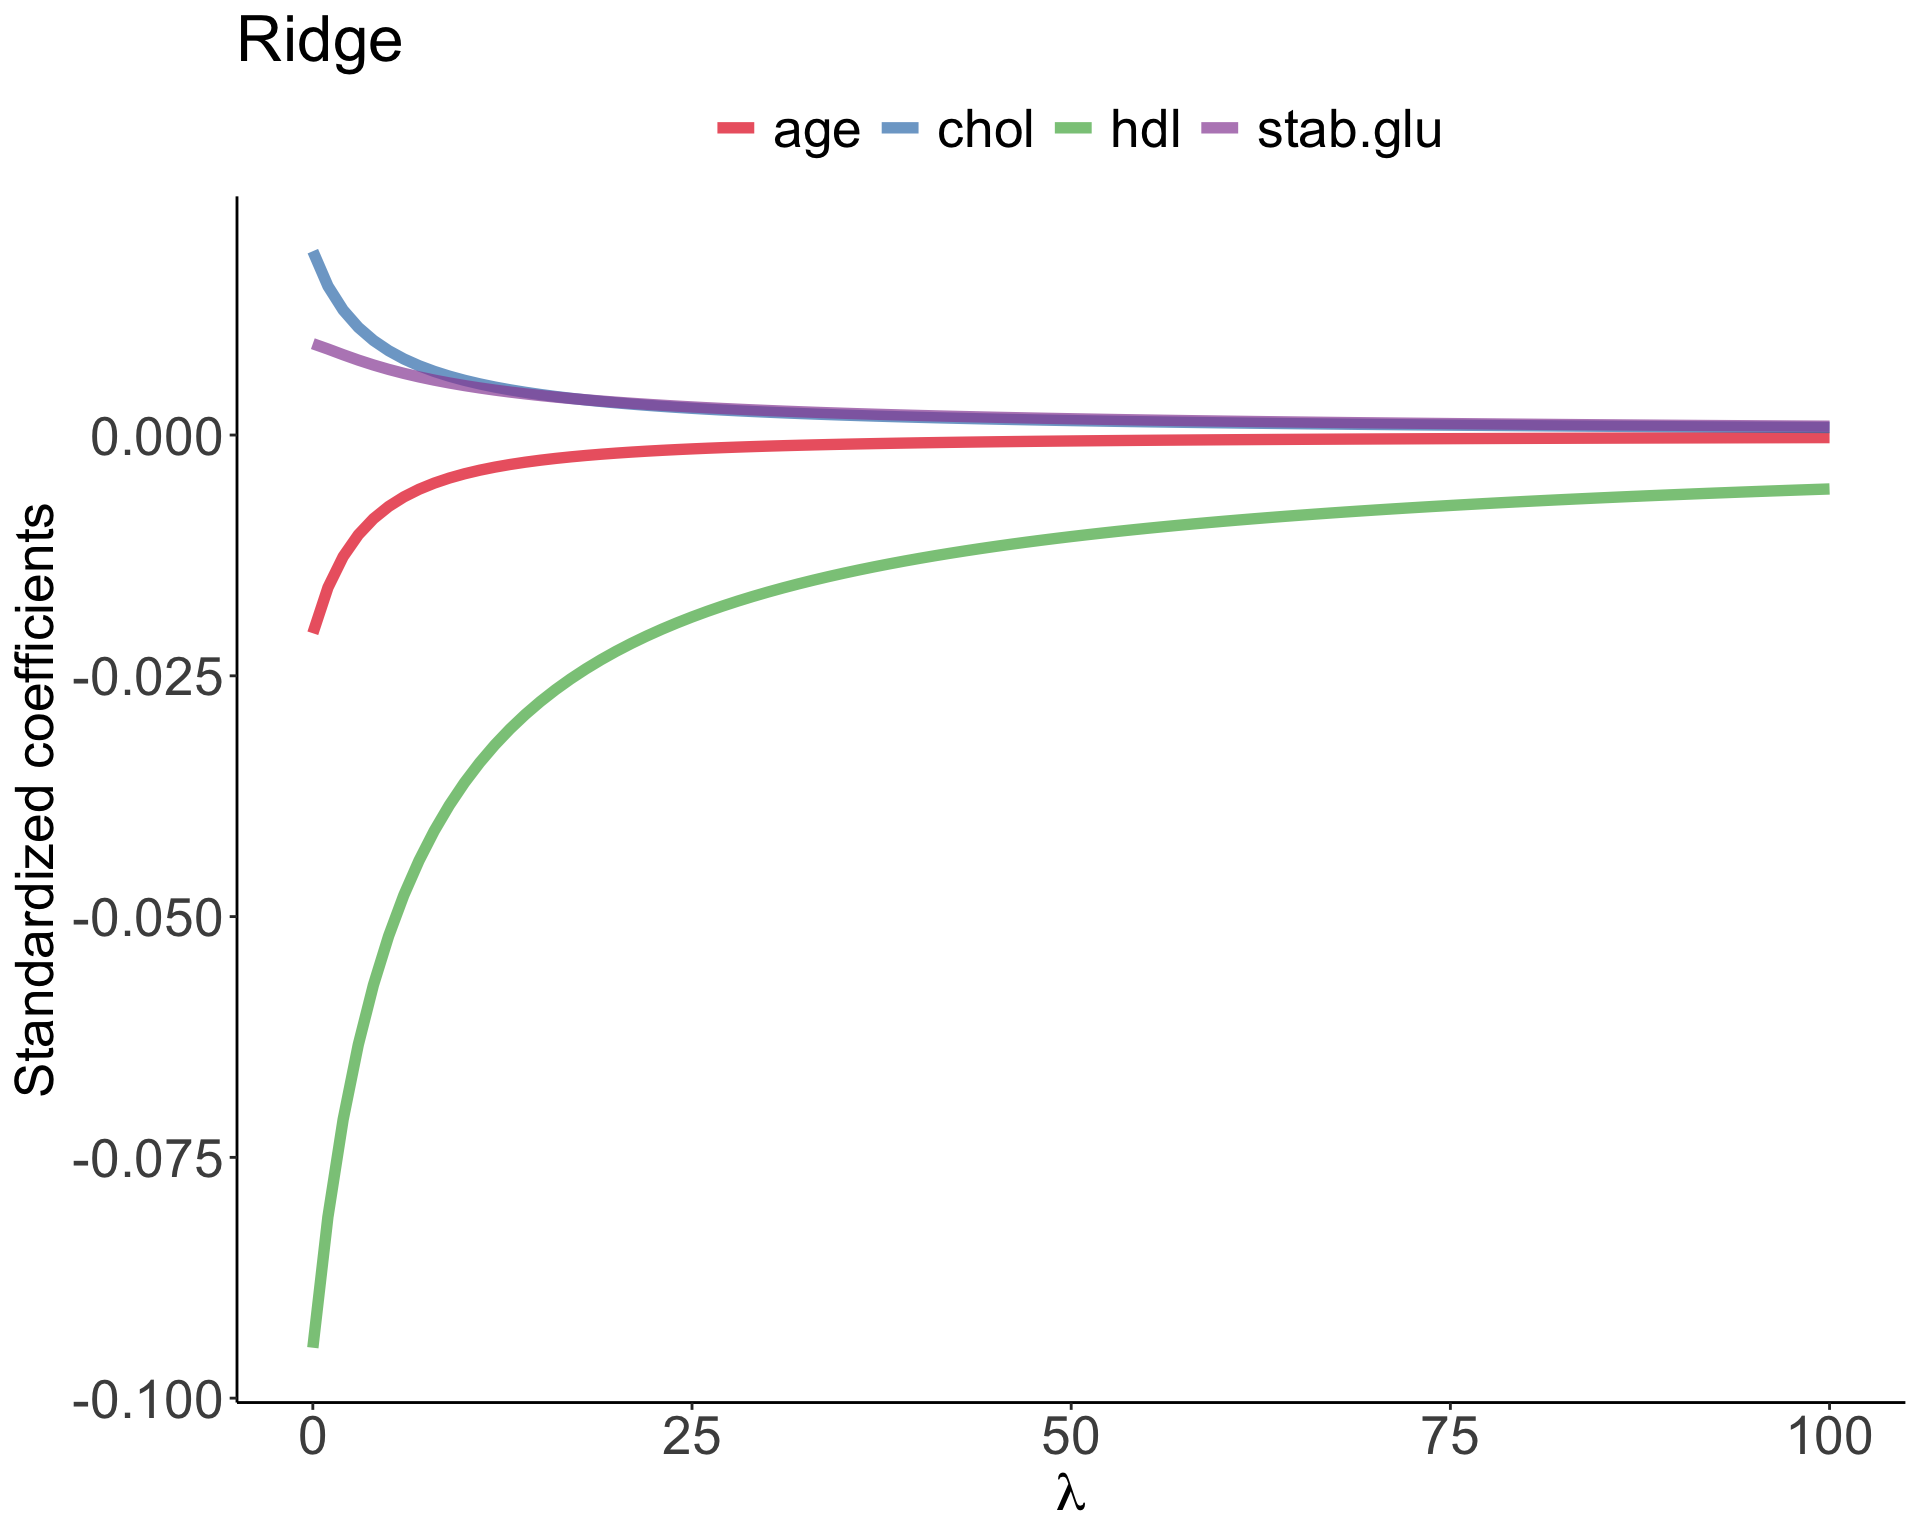 Ridge
age chol hdl stab.glu
Standardized coefficients
0.000
-0.025
-0.050
-0.075
-0.100
0 25 50 75 100
λ